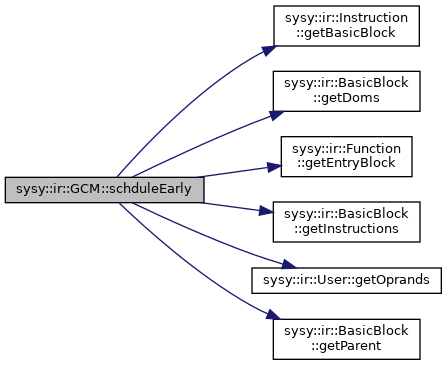 sysy::ir::Instruction
::getBasicBlock
sysy::ir::BasicBlock
::getDoms
sysy::ir::Function
::getEntryBlock
sysy::ir::GCM::schduleEarly
sysy::ir::BasicBlock
::getInstructions
sysy::ir::User::getOprands
sysy::ir::BasicBlock
::getParent